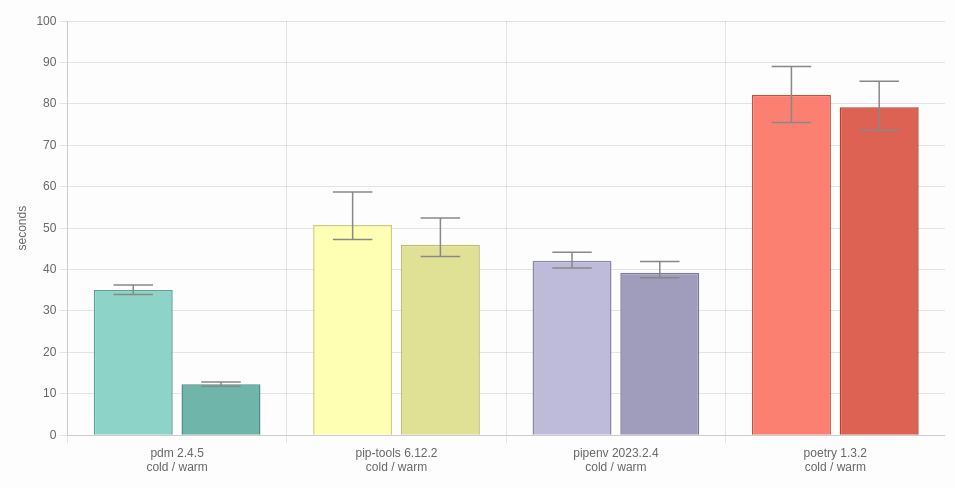 100
90
80
70
60
50
40
30
20
10
0
seconds
pdm 2.4.5
cold / warm
pip-tools 6.12.2
cold / warm
pipenv 2023.2.4
cold / warm
poetry 1.3.2
cold / warm